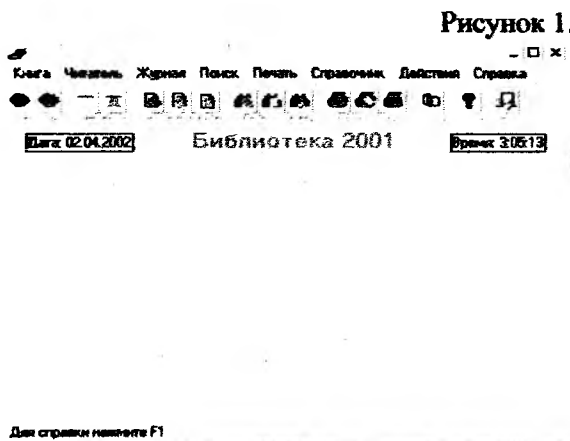 Рисунок 1.
Книга Читатель Журнал Поиск Печать Справочник Действия Справка
Дата: 02.04.2002 Библиотека 2001 Время: 3:05:13
Для справки нажмите F1